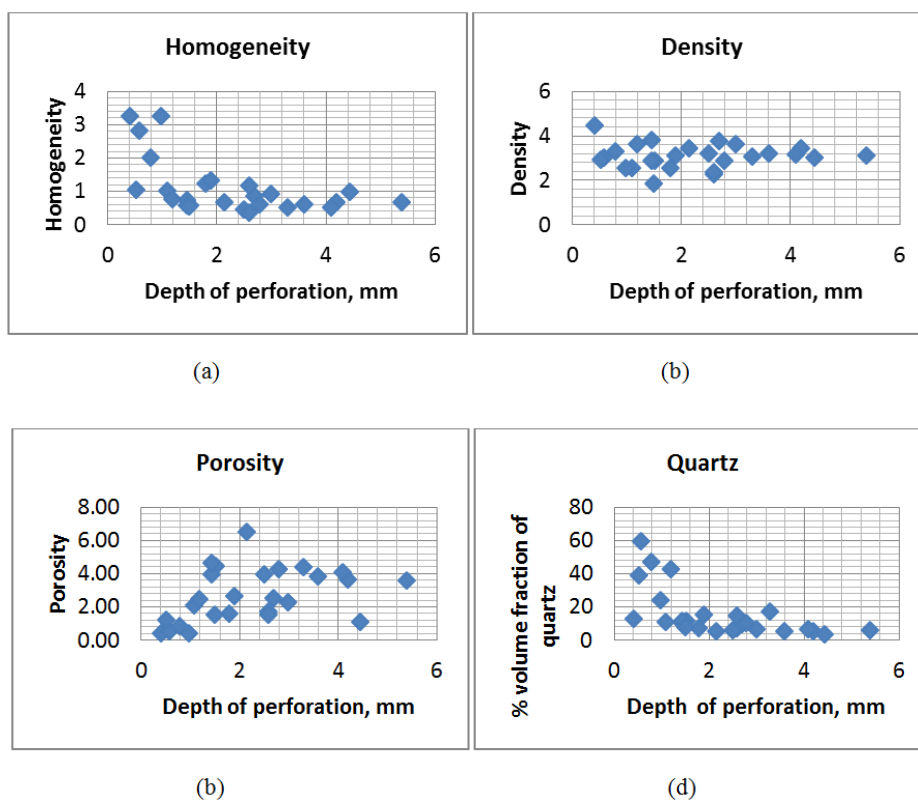 Homogeneity
4
3
2
1
0
Homogeneity
0 2 4 6
Depth of perforation, mm
(a)
Density
6
4
2
0
Density
0 2 4 6
Depth of perforation, mm
(b)
Porosity
8.00
6.00
4.00
2.00
0.00
Porosity
0 2 4 6
Depth of perforation, mm
(b)
Quartz
80
60
40
20
0
% volume fraction of
quartz
0 2 4 6
Depth of perforation, mm
(d)